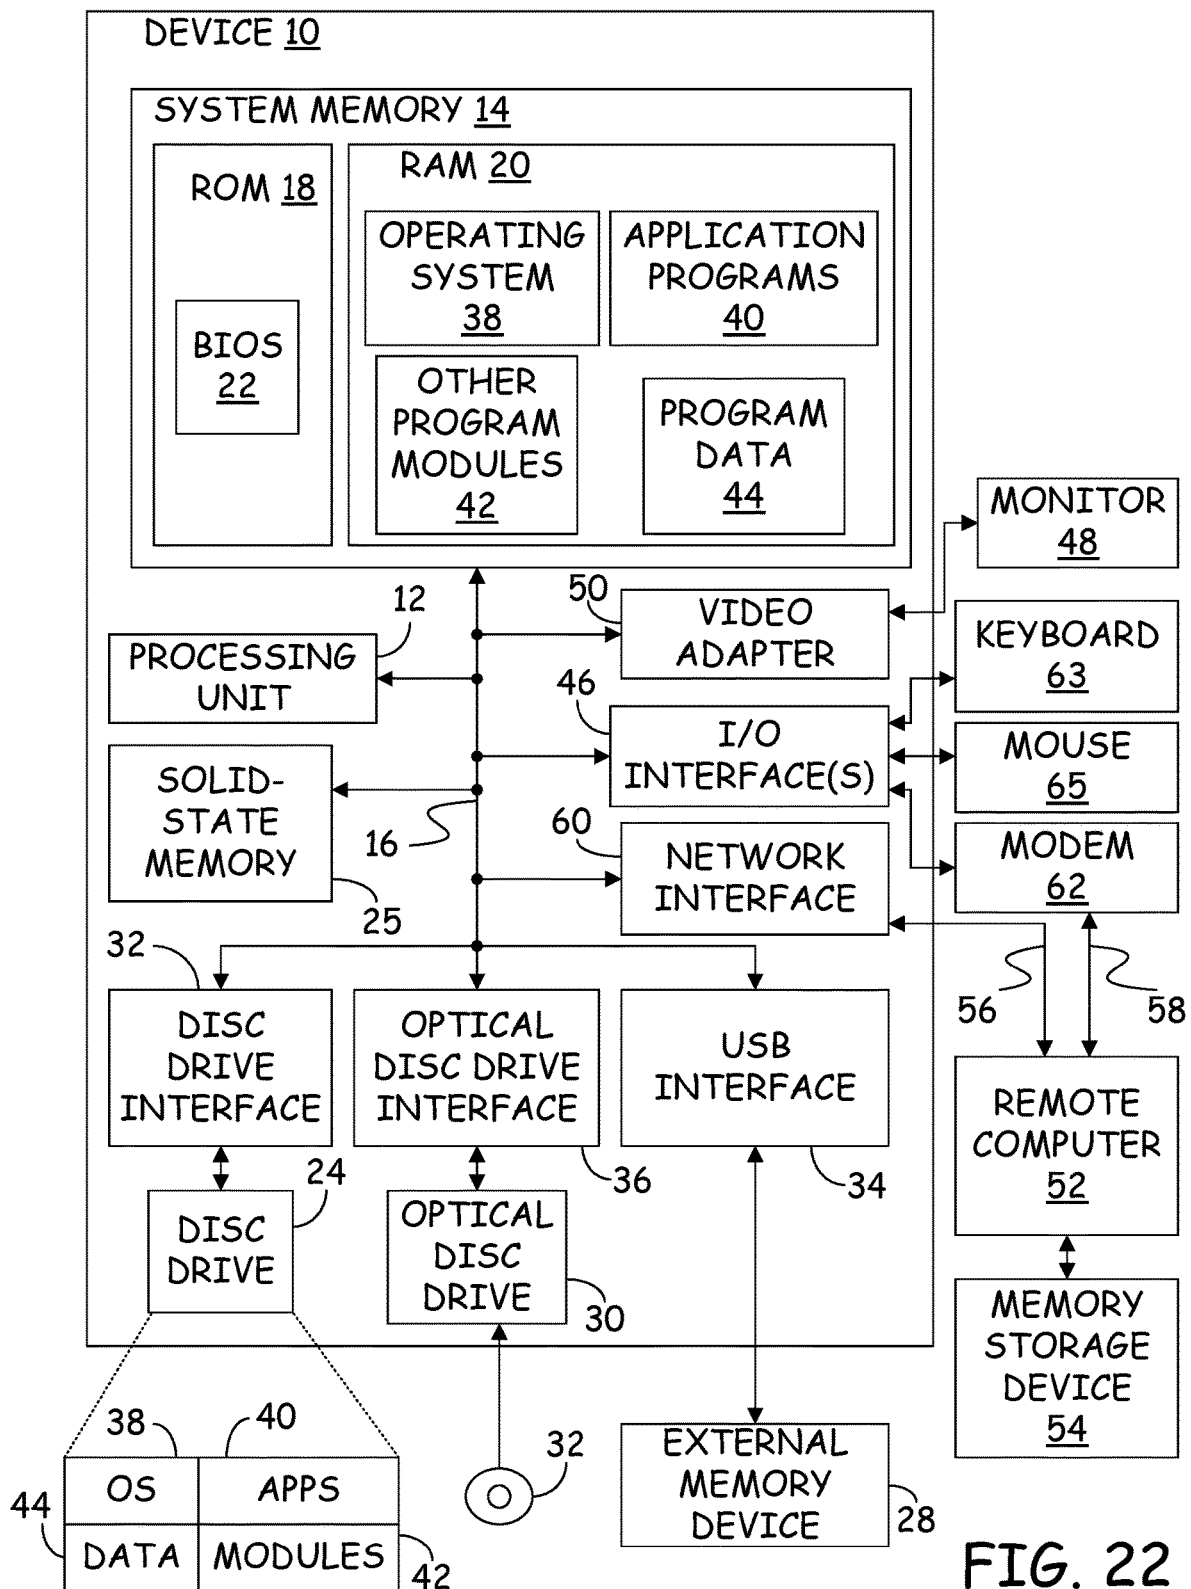 DEVICE 10
SYSTEM MEMORY 14
ROM 18
BIOS
22
RAM 20
OPERATING
SYSTEM
38
APPLICATION
PROGRAMS
40
OTHER
PROGRAM
MODULES
42
PROGRAM
DATA
44
MONITOR
48
12
PROCESSING
UNIT
50
VIDEO
ADAPTER
KEYBOARD
63
46
I/O
INTERFACE(S)
MOUSE
65
SOLID-
STATE
MEMORY
25
16
60
NETWORK
INTERFACE
MODEM
62
56
58
32
DISC
DRIVE
INTERFACE
OPTICAL
DISC DRIVE
INTERFACE
36
USB
INTERFACE
34
REMOTE
COMPUTER
52
24
DISC
DRIVE
OPTICAL
DISC
DRIVE
30
MEMORY
STORAGE
DEVICE
54
38
40
OS
APPS
44
DATA
MODULES
42
32
EXTERNAL
MEMORY
DEVICE
28
FIG. 22